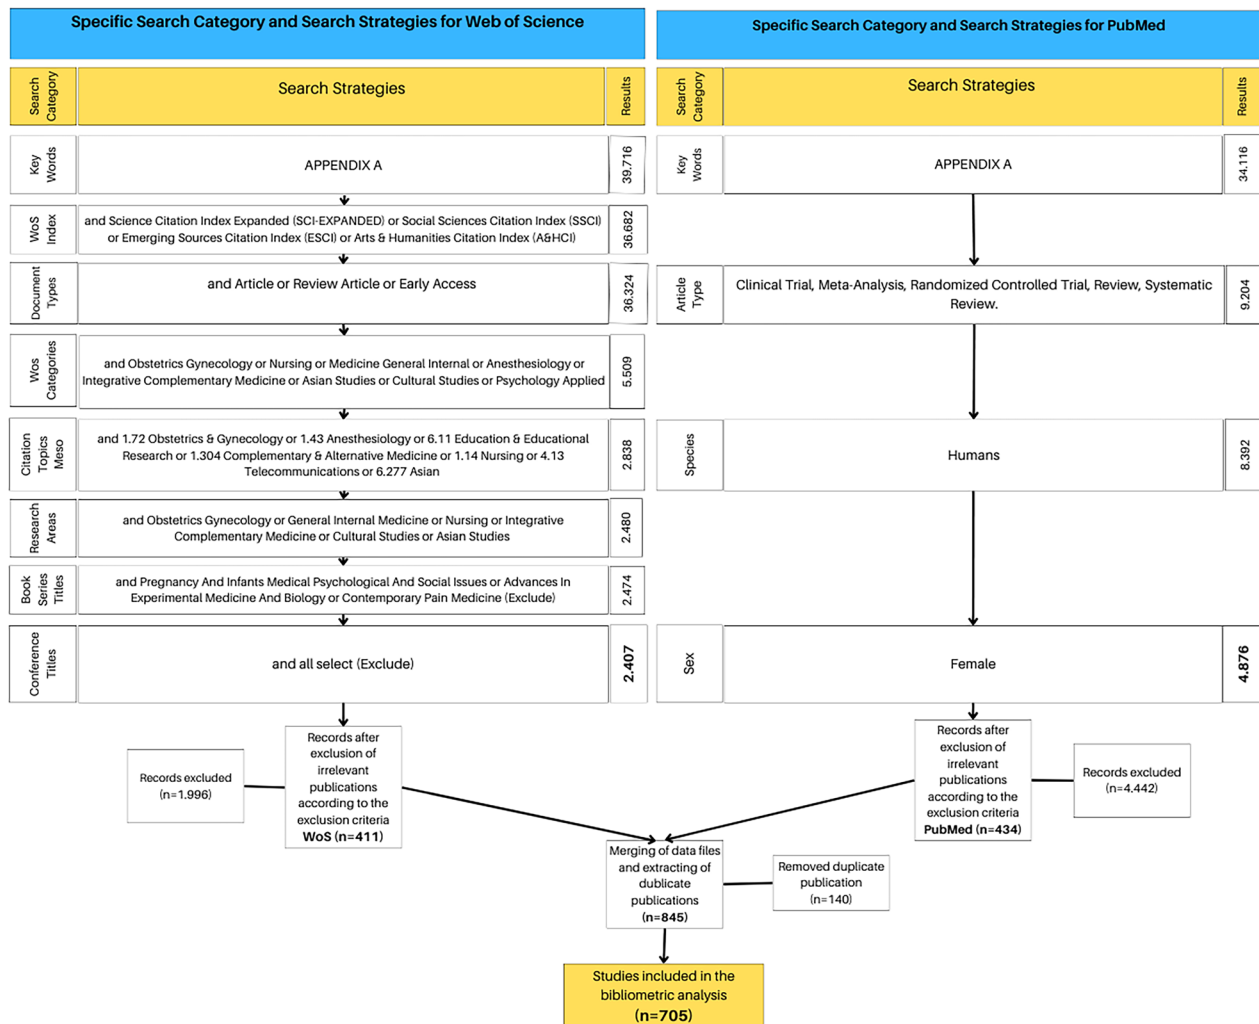 Specific Search Category and Search Strategies for Web of Science
Search
Category
Search Strategies
Results
Key
Words
APPENDIX A
39.716
WoS
Index
and Science Citation Index Expanded (SCI-EXPANDED) or Social Sciences Citation Index (SSCI)
or Emerging Sources Citation Index (ESCI) or Arts & Humanities Citation Index (A&HCI)
36.682
Document
Types
and Article or Review Article or Early Access
36.324
Wos
Categories
and Obstetrics Gynecology or Nursing or Medicine General Internal or Anesthesiology or
Integrative Complementary Medicine or Asian Studies or Cultural Studies or Psychology Applied
5.509
Citation
Topics
Meso
and 1.72 Obstetrics & Gynecology or 1.43 Anesthesiology or 6.11 Education & Educational
Research or 1.304 Complementary & Alternative Medicine or 1.14 Nursing or 4.13
Telecommunications or 6.277 Asian
2.838
Research
Areas
and Obstetrics Gynecology or General Internal Medicine or Nursing or Integrative
Complementary Medicine or Cultural Studies or Asian Studies
2.480
Book
Series
Titles
and Pregnancy And Infants Medical Psychological And Social Issues or Advances In
Experimental Medicine And Biology or Contemporary Pain Medicine (Exclude)
2.474
Conference
Titles
and all select (Exclude)
2.407
Specific Search Category and Search Strategies for PubMed
Search
Category
Search Strategies
Results
Key
Words
APPENDIX A
34.116
Article
Type
Clinical Trial, Meta-Analysis, Randomized Controlled Trial, Review, Systematic
Review.
9.204
Species
Humans
8.392
Sex
Female
4.876
Records excluded
(n=1.996)
Records after
exclusion of
irrelevant
publications
according to the
exclusion criteria
WoS (n=411)
Records after
exclusion of
irrelevant
publications
according to the
exclusion criteria
PubMed (n=434)
Records excluded
(n=4.442)
Merging of data files
and extracting of
dublicate
publications
(n=845)
Removed duplicate
publication
(n=140)
Studies included in the
bibliometric analysis
(n=705)